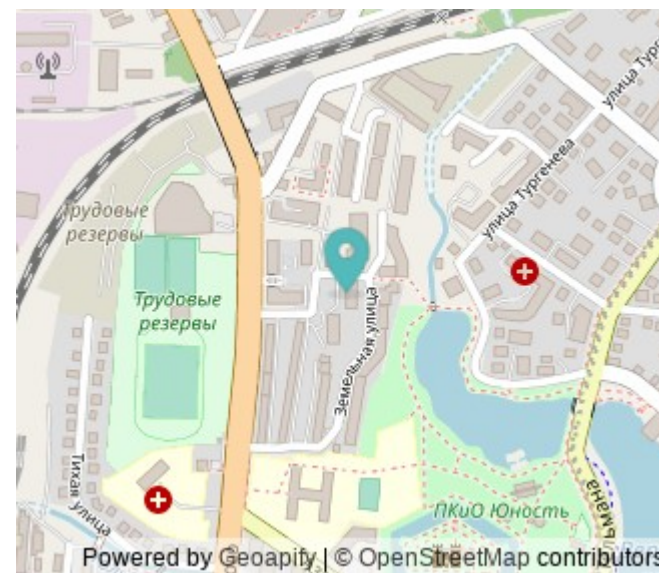 улица Тург
улица Тургенева
Трудовые
резервы
Трудовые
резервы
Земельная улица
Тихая улица
ПКиО Юность
льмана
Powered by Geoapify | © OpenStreetMap contributors